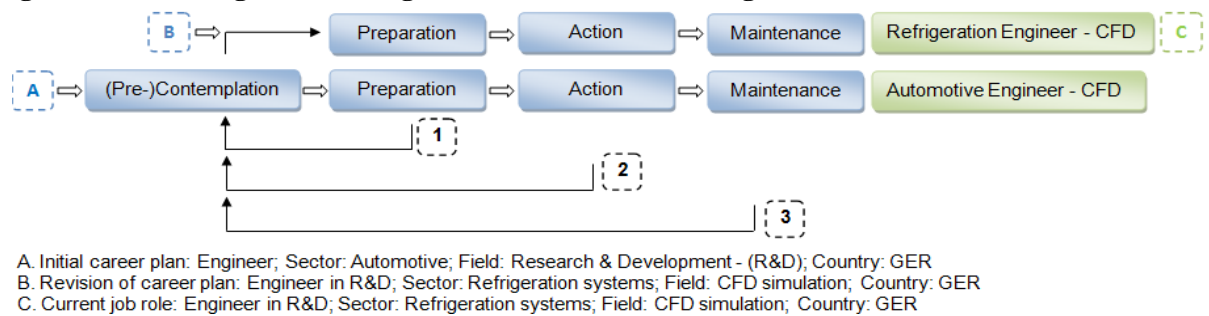 B Preparation Action Maintenance Refrigeration Engineer - CFD C
A (Pre-)Contemplation Preparation Action Maintenance Automotive Engineer - CFD
1
2
3
A. Initial career plan: Engineer; Sector: Automotive; Field: Research & Development - (R&D); Country: GER
B. Revision of career plan: Engineer in R&D; Sector: Refrigeration systems; Field: CFD simulation; Country: GER
C. Current job role: Engineer in R&D; Sector: Refrigeration systems; Field: CFD simulation; Country: GER